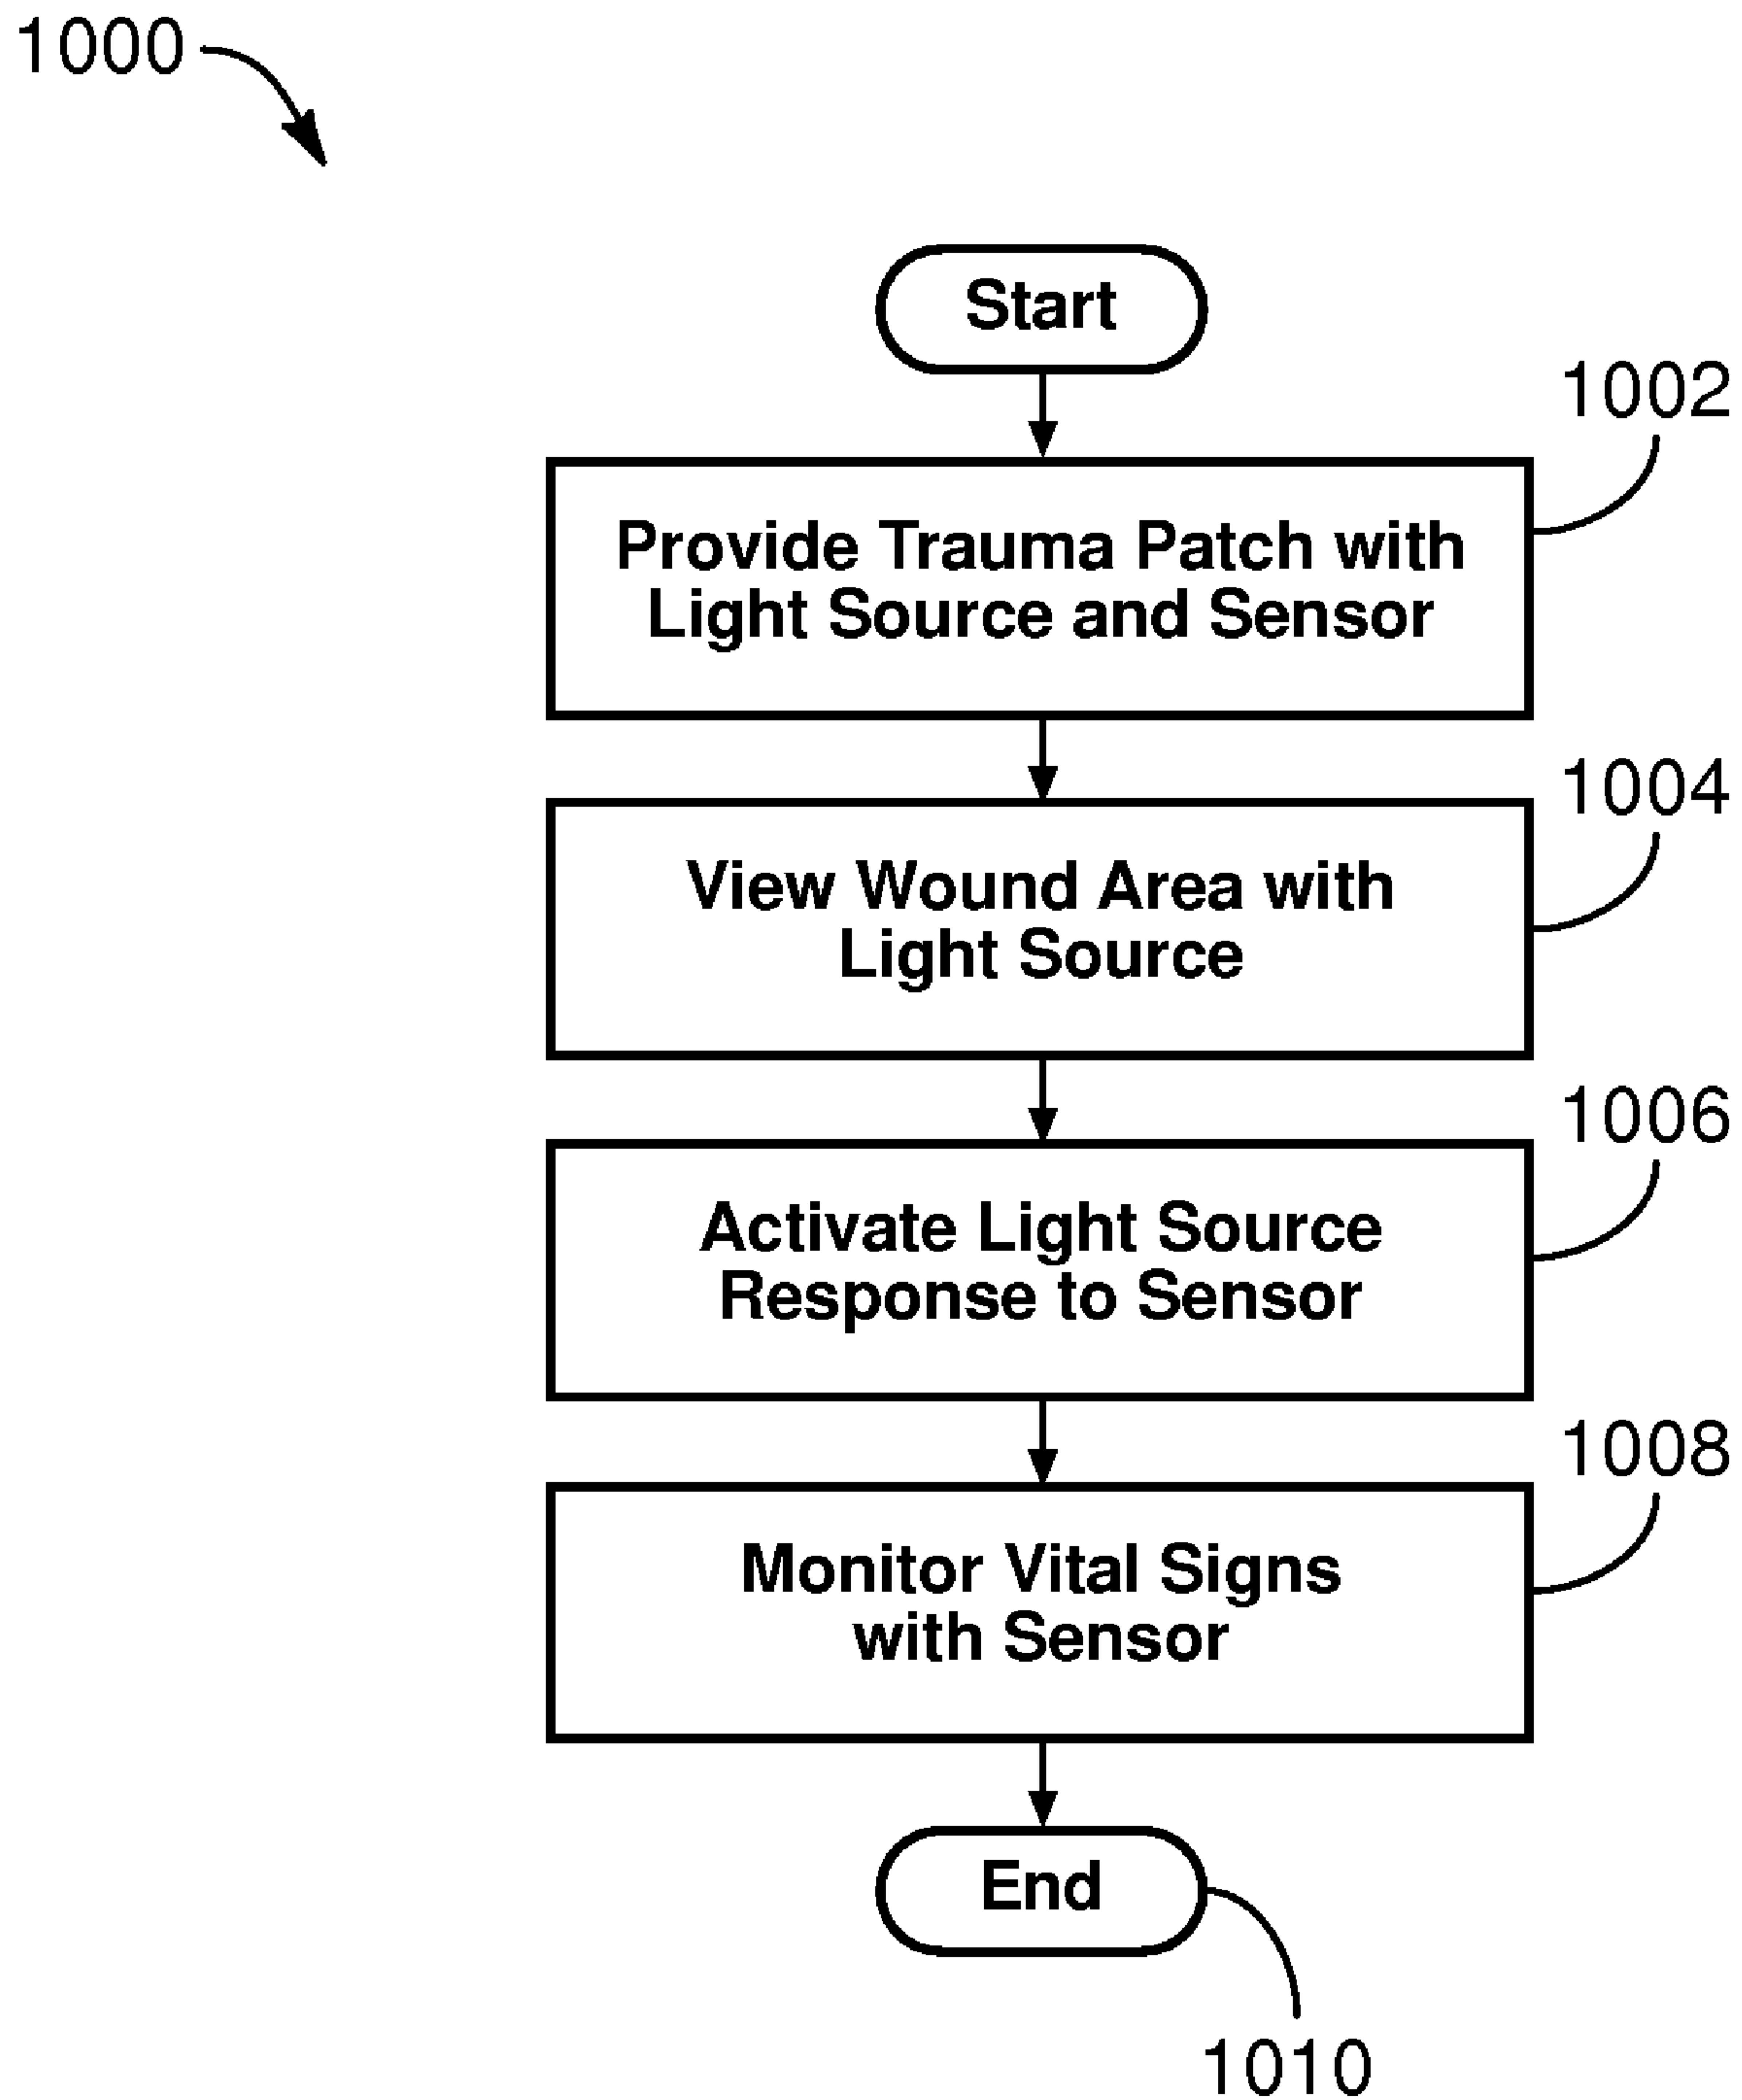 1000
Start
1002
Provide Trauma Patch with
Light Source and Sensor
1004
View Wound Area with
Light Source
1006
Activate Light Source
Response to Sensor
1008
Monitor Vital Signs
with Sensor
End
1010